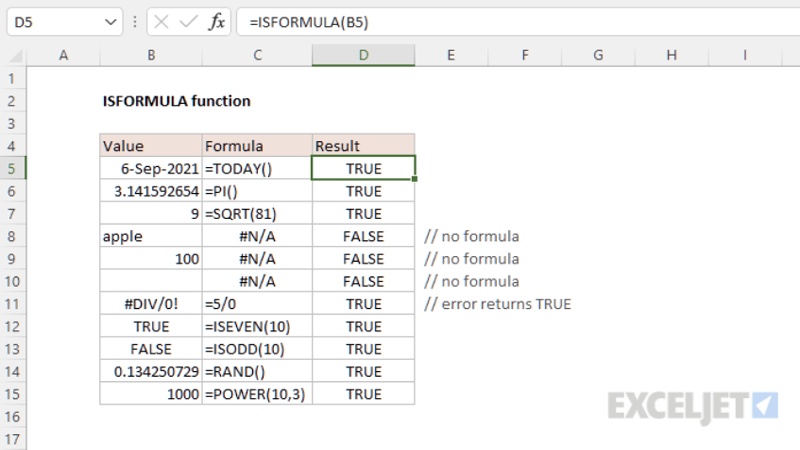 D5 fx =ISFORMULA(B5)
A B C D E F G H I
1
2 ISFORMULA function
3
4 Value Formula Result
5 6-Sep-2021 =TODAY() TRUE
6 3.141592654 =PI() TRUE
7 9 =SQRT(81) TRUE
8 apple #N/A FALSE // no formula
9 100 #N/A FALSE // no formula
10 #N/A FALSE // no formula
11 #DIV/0! =5/0 TRUE // error returns TRUE
12 TRUE =ISEVEN(10) TRUE
13 FALSE =ISODD(10) TRUE
14 0.134250729 =RAND() TRUE
15 1000 =POWER(10,3) TRUE
16
17
EXCELJET